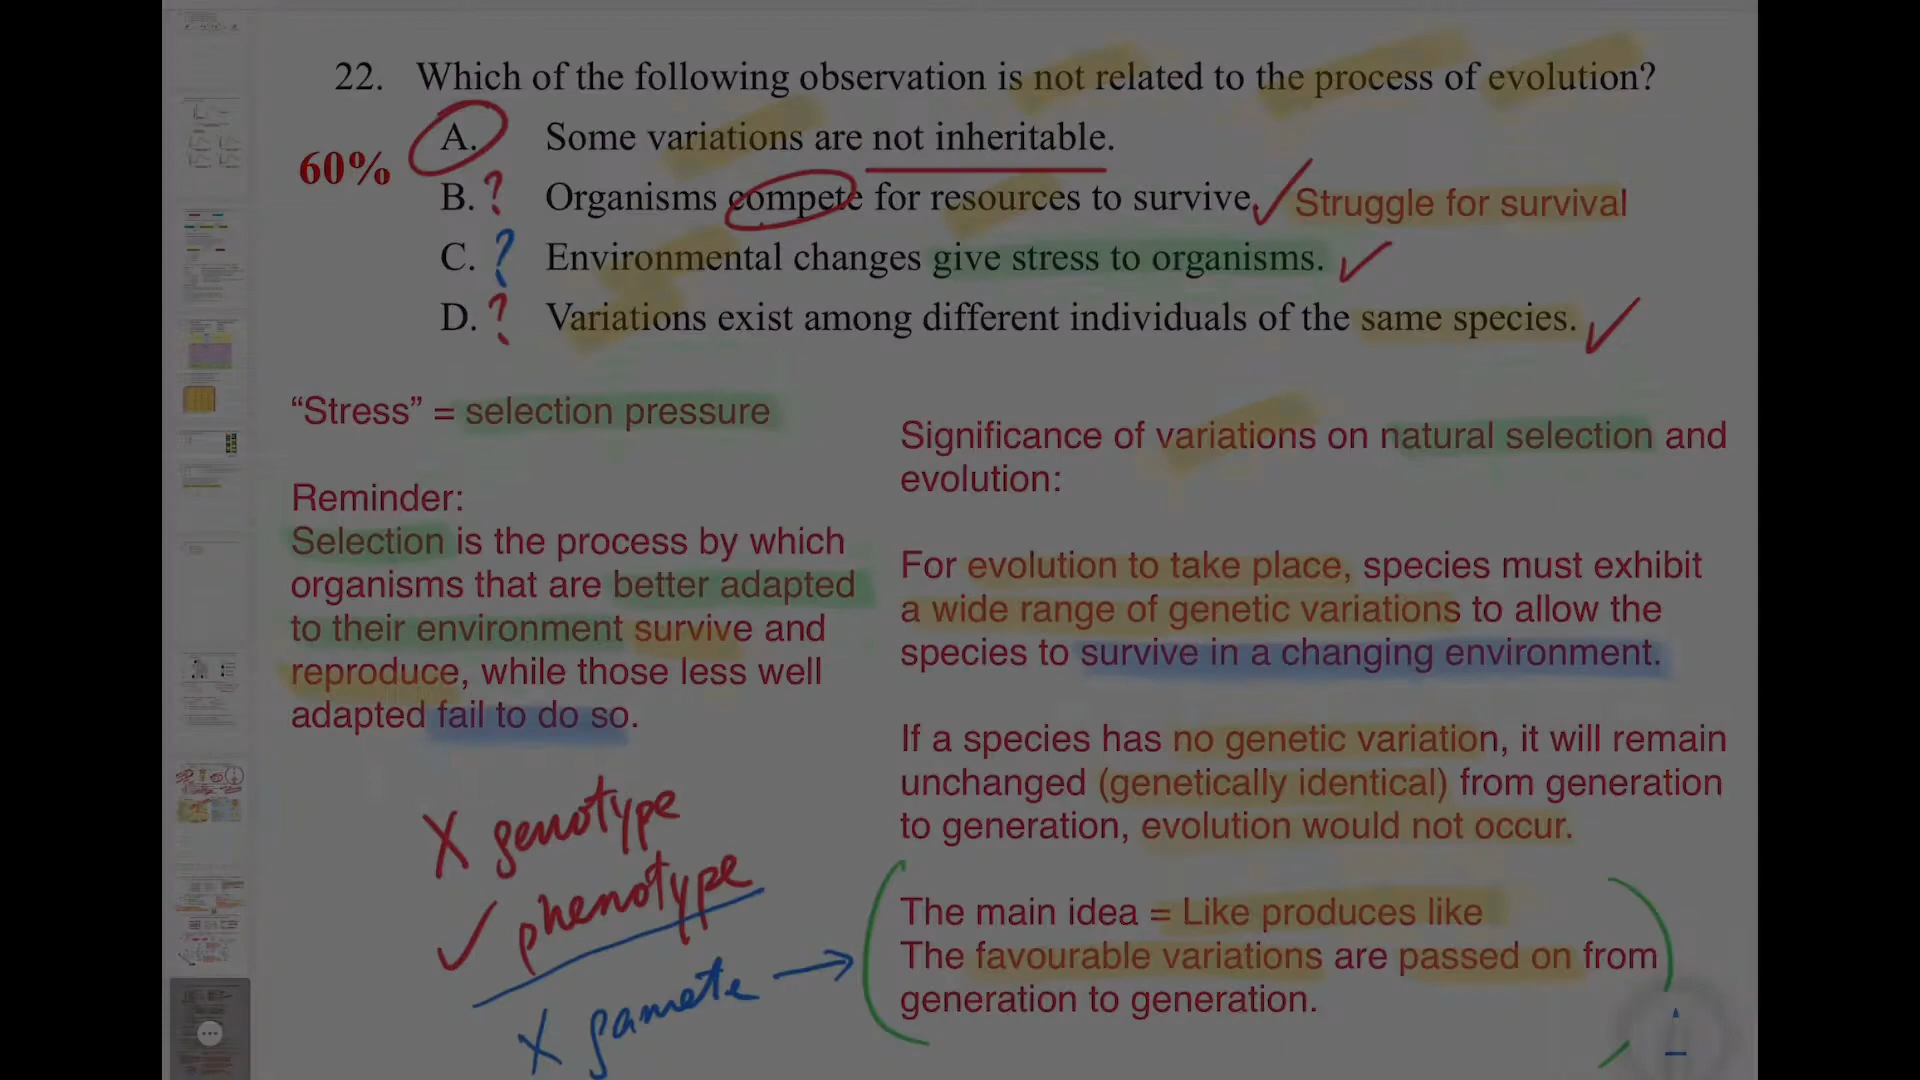 22. Which of the following observation is not related to the process of evolution?
60%
A. Some variations are not inheritable.
B. ? Organisms compete for resources to survive. Struggle for survival
C. ? Environmental changes give stress to organisms.
D. ? Variations exist among different individuals of the same species.
“Stress” = selection pressure
Reminder:
Selection is the process by which
organisms that are better adapted
to their environment survive and
reproduce, while those less well
adapted fail to do so.
X genotype
✓ phenotype
X gamete →
Significance of variations on natural selection and
evolution:
For evolution to take place, species must exhibit
a wide range of genetic variations to allow the
species to survive in a changing environment.
If a species has no genetic variation, it will remain
unchanged (genetically identical) from generation
to generation, evolution would not occur.
The main idea = Like produces like
The favourable variations are passed on from
generation to generation.